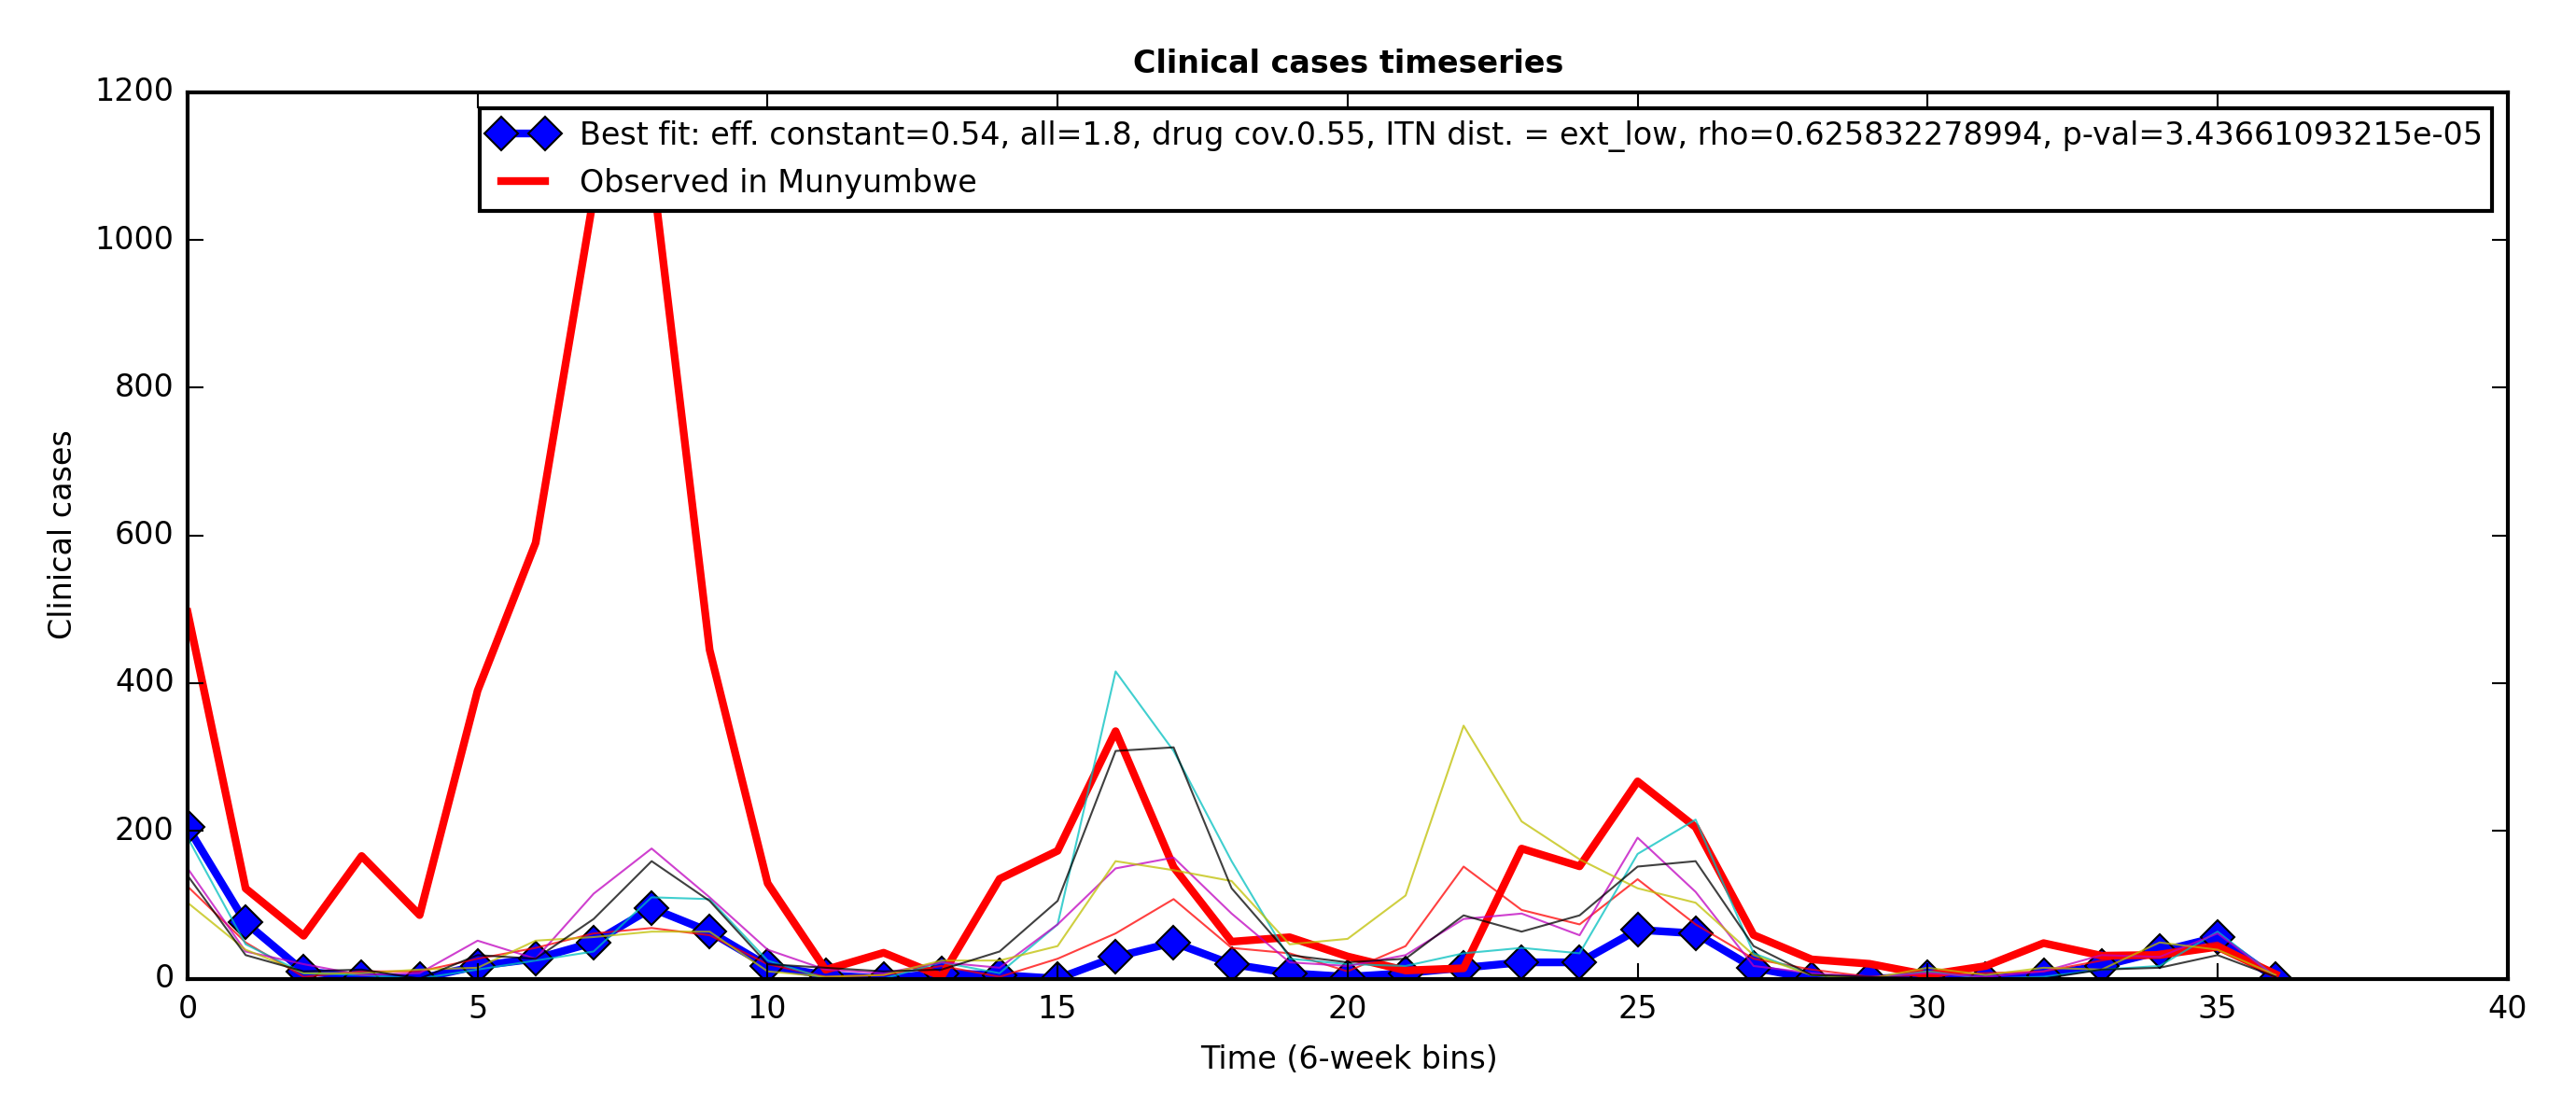 Clinical cases timeseries
1200
1000
800
600
400
200
0
Clinical cases
Best fit: eff. constant=0.54, all=1.8, drug cov.0.55, ITN dist. = ext_low, rho=0.625832278994, p-val=3.43661093215e-05
Observed in Munyumbwe
0 5 10 15 20 25 30 35 40
Time (6-week bins)